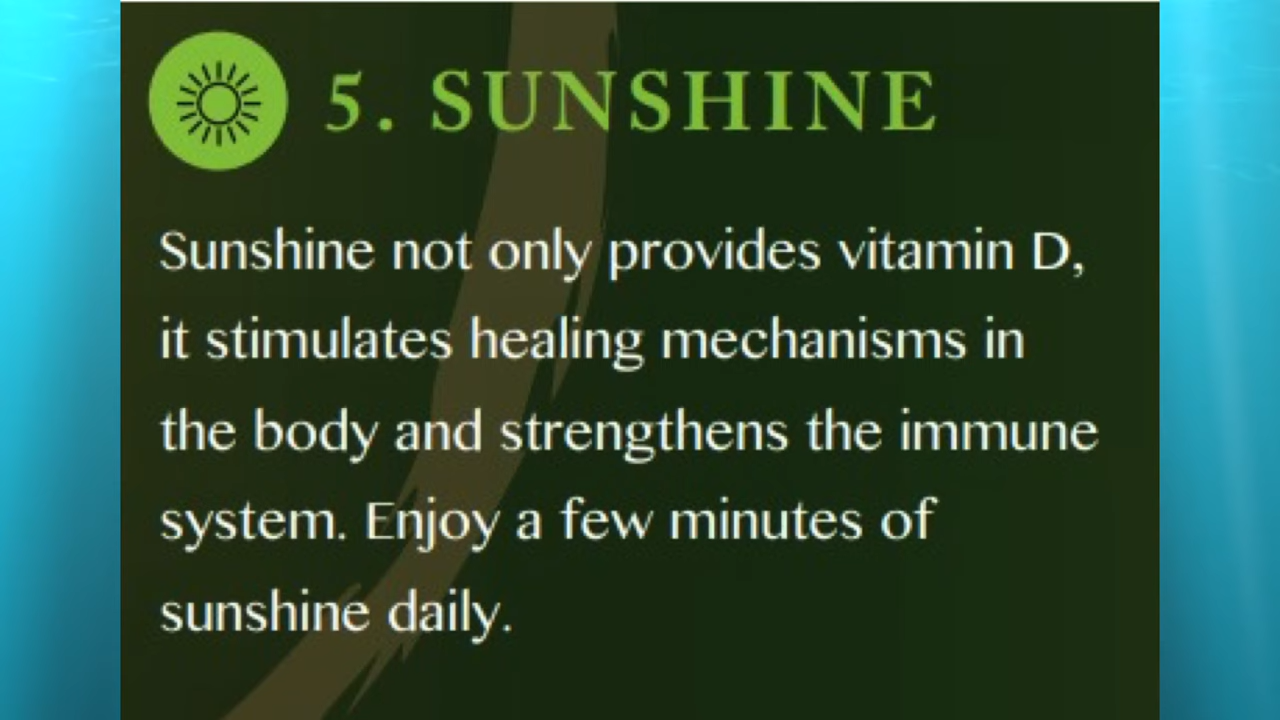 5. SUNSHINE
Sunshine not only provides vitamin D,
it stimulates healing mechanisms in
the body and strengthens the immune
system. Enjoy a few minutes of
sunshine daily.